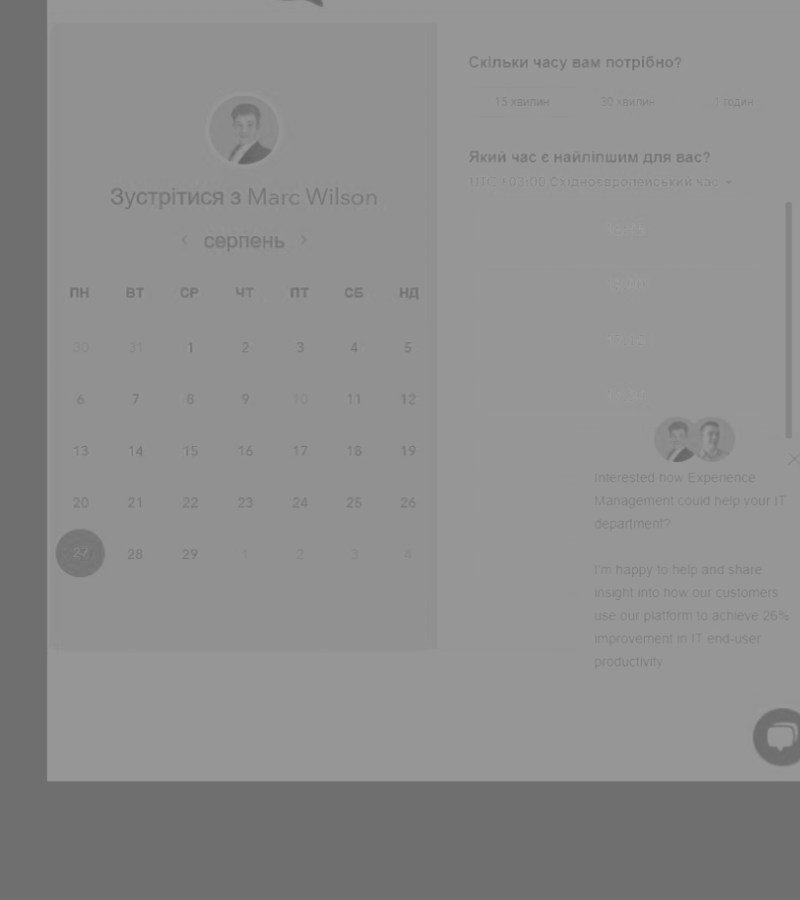 Зустрітися з Marc Wilson
< серпень >
ПН ВТ СР ЧТ ПТ СБ НД
30 31 1 2 3 4 5
6 7 8 9 10 11 12
13 14 15 16 17 18 19
20 21 22 23 24 25 26
27 28 29 1 2 3 4
Скільки часу вам потрібно?
15 хвилин 30 хвилин 1 годин
Який час є найліпшим для вас?
UTC +03:00 Східноєвропейський час
Interested how Experience
Management could help your IT
department?
I'm happy to help and share
insight into how our customers
use our platform to achieve 26%
improvement in IT end-user
productivity